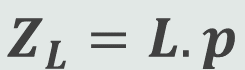 Z_L = L.p